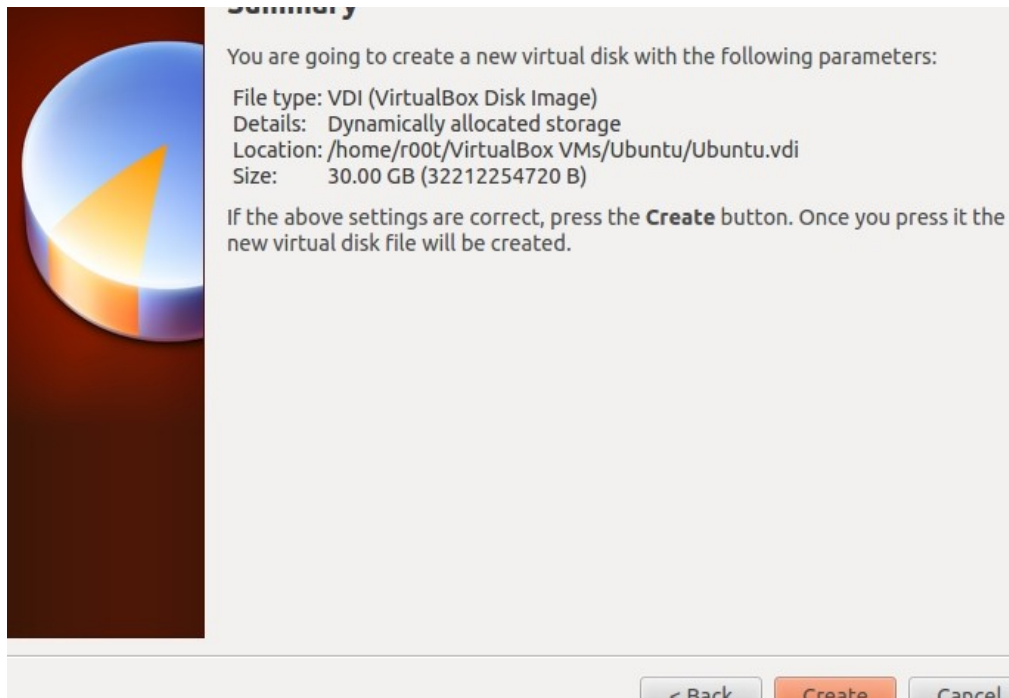 Summary
You are going to create a new virtual disk with the following parameters:
File type: VDI (VirtualBox Disk Image)
Details: Dynamically allocated storage
Location: /home/r00t/VirtualBox VMs/Ubuntu/Ubuntu.vdi
Size: 30.00 GB (32212254720 B)
If the above settings are correct, press the Create button. Once you press it the
new virtual disk file will be created.
< Back Create Cancel